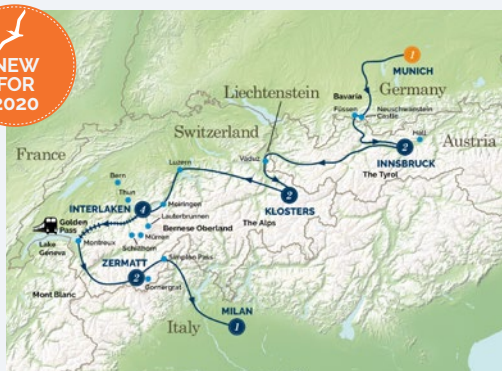 NEW
FOR
2020
1
MUNICH
Germany
Bavaria
Füssen
Neuschwanstein
Castle
Liechtenstein
Hall
Austria
2
INNSBRUCK
The Tyrol
Switzerland
Vaduz
France
Luzern
2
KLOSTERS
The Alps
Bern
Thun
INTERLAKEN
4
Meiringen
Lauterbrunnen
Bernese Oberland
Mürren
Schilthorn
Golden
Pass
Lake
Geneva
Montreux
ZERMATT
2
Simplon Pass
Gornergrat
Mont Blanc
MILAN
1
Italy